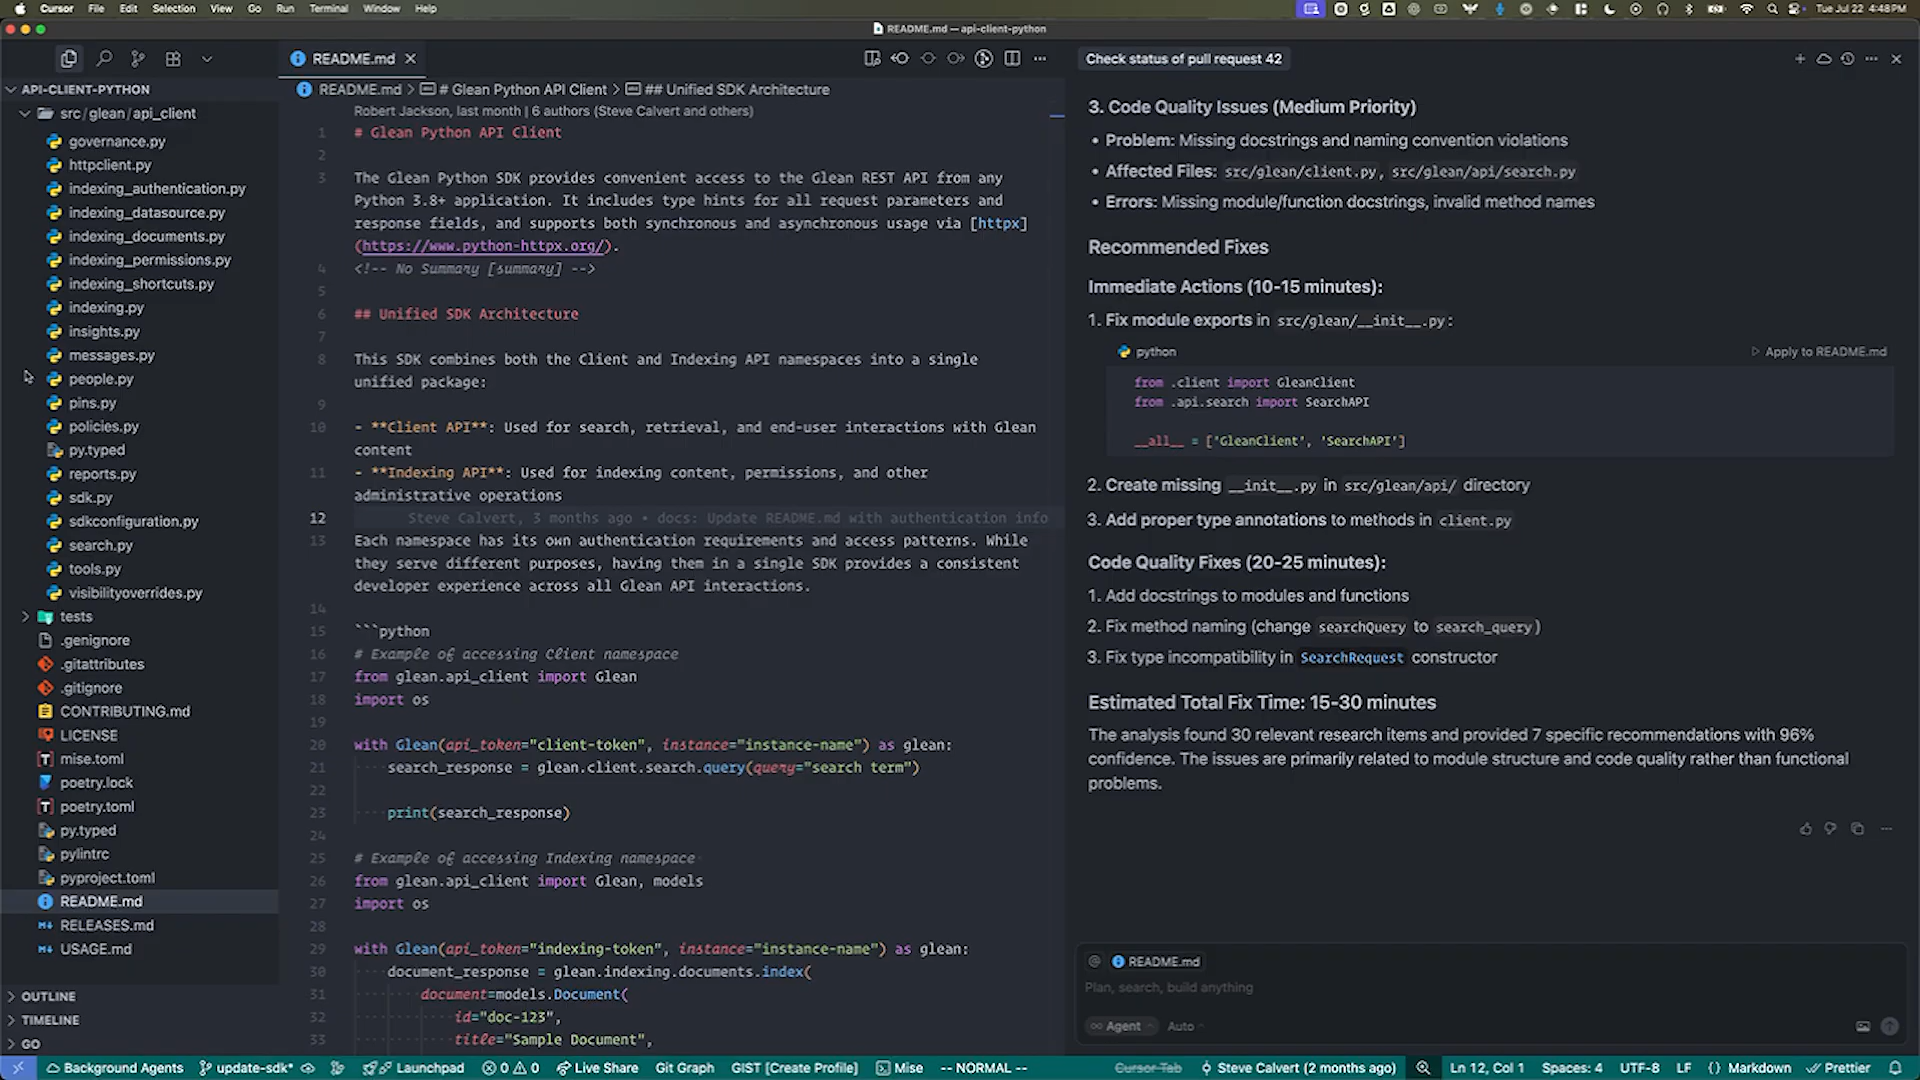 Cursor File Edit Selection View Go Run Terminal Window Help
Tue Jul 22 4:48 PM
README.md — api-client-python
README.md
Check status of pull request 42
API-CLIENT-PYTHON
src/glean/api_client
governance.py
httpclient.py
indexing_authentication.py
indexing_datasource.py
indexing_documents.py
indexing_permissions.py
indexing_shortcuts.py
indexing.py
insights.py
messages.py
people.py
pins.py
policies.py
py.typed
reports.py
sdk.py
sdkconfiguration.py
search.py
tools.py
visibilityoverrides.py
tests
.genignore
.gitattributes
.gitignore
CONTRIBUTING.md
LICENSE
mise.toml
poetry.lock
poetry.toml
py.typed
pylintrc
pyproject.toml
README.md
RELEASES.md
USAGE.md
OUTLINE
TIMELINE
GO
README.md > # Glean Python API Client > ## Unified SDK Architecture
Robert Jackson, last month | 6 authors (Steve Calvert and others)
1 # Glean Python API Client
2
3 The Glean Python SDK provides convenient access to the Glean REST API from any
Python 3.8+ application. It includes type hints for all request parameters and
response fields, and supports both synchronous and asynchronous usage via [httpx]
(https://www.python-httpx.org/).
4 <!-- No Summary [summary] -->
5
6 ## Unified SDK Architecture
7
8 This SDK combines both the Client and Indexing API namespaces into a single
unified package:
9
10 - **Client API**: Used for search, retrieval, and end-user interactions with Glean
content
11 - **Indexing API**: Used for indexing content, permissions, and other
administrative operations
12 Steve Calvert, 3 months ago • docs: Update README.md with authentication info
13 Each namespace has its own authentication requirements and access patterns. While
they serve different purposes, having them in a single SDK provides a consistent
developer experience across all Glean API interactions.
14
15 ```python
16 # Example of accessing Client namespace
17 from glean.api_client import Glean
18 import os
19
20 with Glean(api_token="client-token", instance="instance-name") as glean:
21 search_response = glean.client.search.query(query="search term")
22
23 print(search_response)
24
25 # Example of accessing Indexing namespace
26 from glean.api_client import Glean, models
27 import os
28
29 with Glean(api_token="indexing-token", instance="instance-name") as glean:
30 document_response = glean.indexing.documents.index(
31 document=models.Document(
32 id="doc-123",
33 title="Sample Document",
3. Code Quality Issues (Medium Priority)
• Problem: Missing docstrings and naming convention violations
• Affected Files: src/glean/client.py, src/glean/api/search.py
• Errors: Missing module/function docstrings, invalid method names
Recommended Fixes
Immediate Actions (10-15 minutes):
1. Fix module exports in src/glean/__init__.py:
python Apply to README.md
from .client import GleanClient
from .api.search import SearchAPI
__all__ = ['GleanClient', 'SearchAPI']
2. Create missing __init__.py in src/glean/api/ directory
3. Add proper type annotations to methods in client.py
Code Quality Fixes (20-25 minutes):
1. Add docstrings to modules and functions
2. Fix method naming (change searchQuery to search_query)
3. Fix type incompatibility in SearchRequest constructor
Estimated Total Fix Time: 15-30 minutes
The analysis found 30 relevant research items and provided 7 specific recommendations with 96%
confidence. The issues are primarily related to module structure and code quality rather than functional
problems.
@ README.md
Plan, search, build anything
∞ Agent Auto
Background Agents update-sdk* Launchpad 0 0 Live Share Git Graph GIST [Create Profile] Mise -- NORMAL -- Cursor Tab Steve Calvert (2 months ago) Ln 12, Col 1 Spaces: 4 UTF-8 LF {} Markdown Prettier